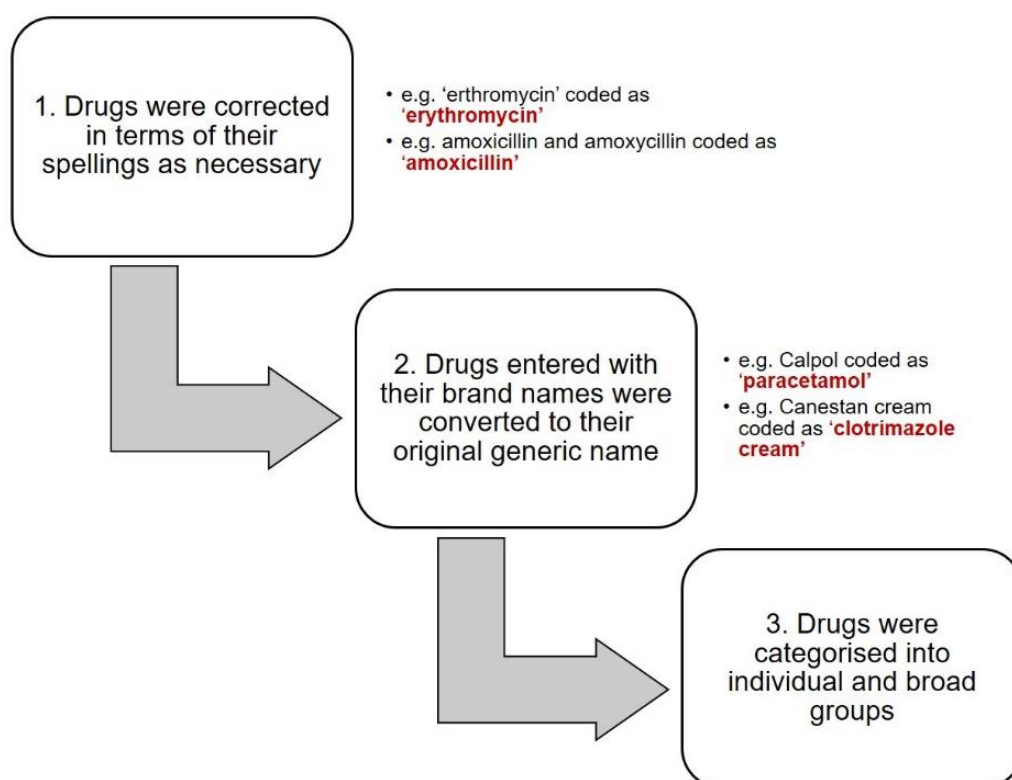 1. Drugs were corrected
in terms of their
spellings as necessary
• e.g. ‘erthromycin’ coded as
‘erythromycin’
• e.g. amoxicillin and amoxycillin coded as
‘amoxicillin’
2. Drugs entered with
their brand names were
converted to their
original generic name
• e.g. Calpol coded as
‘paracetamol’
• e.g. Canestan cream
coded as ‘clotrimazole
cream’
3. Drugs were
categorised into
individual and broad
groups